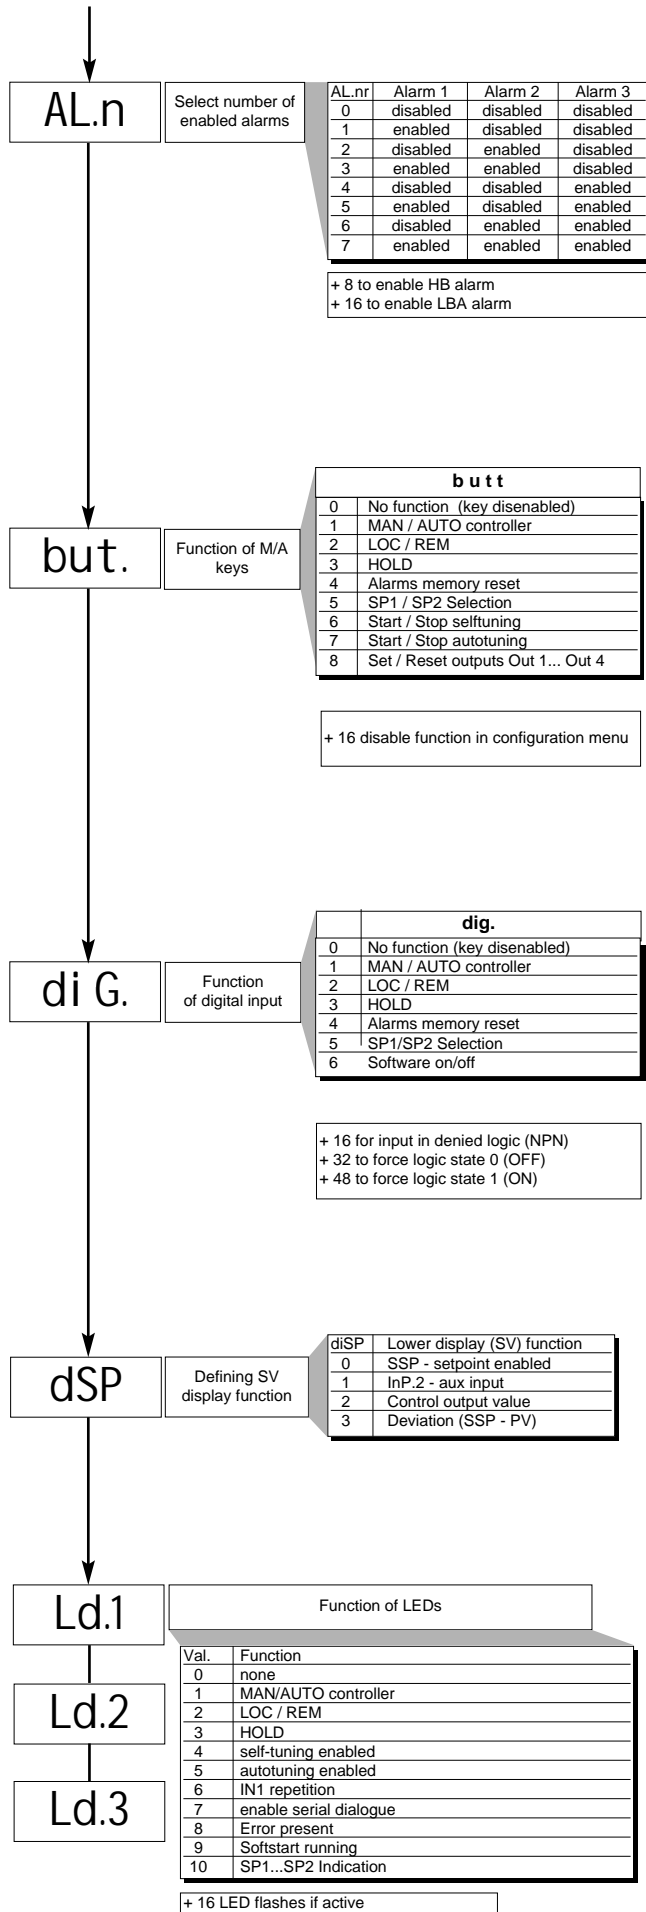 AL.n
Select number of
enabled alarms
AL.nr Alarm 1 Alarm 2 Alarm 3
0 disabled disabled disabled
1 enabled disabled disabled
2 disabled enabled disabled
3 enabled enabled disabled
4 disabled disabled enabled
5 enabled disabled enabled
6 disabled enabled enabled
7 enabled enabled enabled
+ 8 to enable HB alarm
+ 16 to enable LBA alarm
but.
Function of M/A
keys
b u t t
0 No function (key disenabled)
1 MAN / AUTO controller
2 LOC / REM
3 HOLD
4 Alarms memory reset
5 SP1 / SP2 Selection
6 Start / Stop selftuning
7 Start / Stop autotuning
8 Set / Reset outputs Out 1... Out 4
+ 16 disable function in configuration menu
di G.
Function
of digital input
dig.
0 No function (key disenabled)
1 MAN / AUTO controller
2 LOC / REM
3 HOLD
4 Alarms memory reset
5 SP1/SP2 Selection
6 Software on/off
+ 16 for input in denied logic (NPN)
+ 32 to force logic state 0 (OFF)
+ 48 to force logic state 1 (ON)
dSP
Defining SV
display function
diSP Lower display (SV) function
0 SSP - setpoint enabled
1 InP.2 - aux input
2 Control output value
3 Deviation (SSP - PV)
Ld.1
Function of LEDs
Ld.2
Ld.3
Val. Function
0 none
1 MAN/AUTO controller
2 LOC / REM
3 HOLD
4 self-tuning enabled
5 autotuning enabled
6 IN1 repetition
7 enable serial dialogue
8 Error present
9 Softstart running
10 SP1...SP2 Indication
+ 16 LED flashes if active